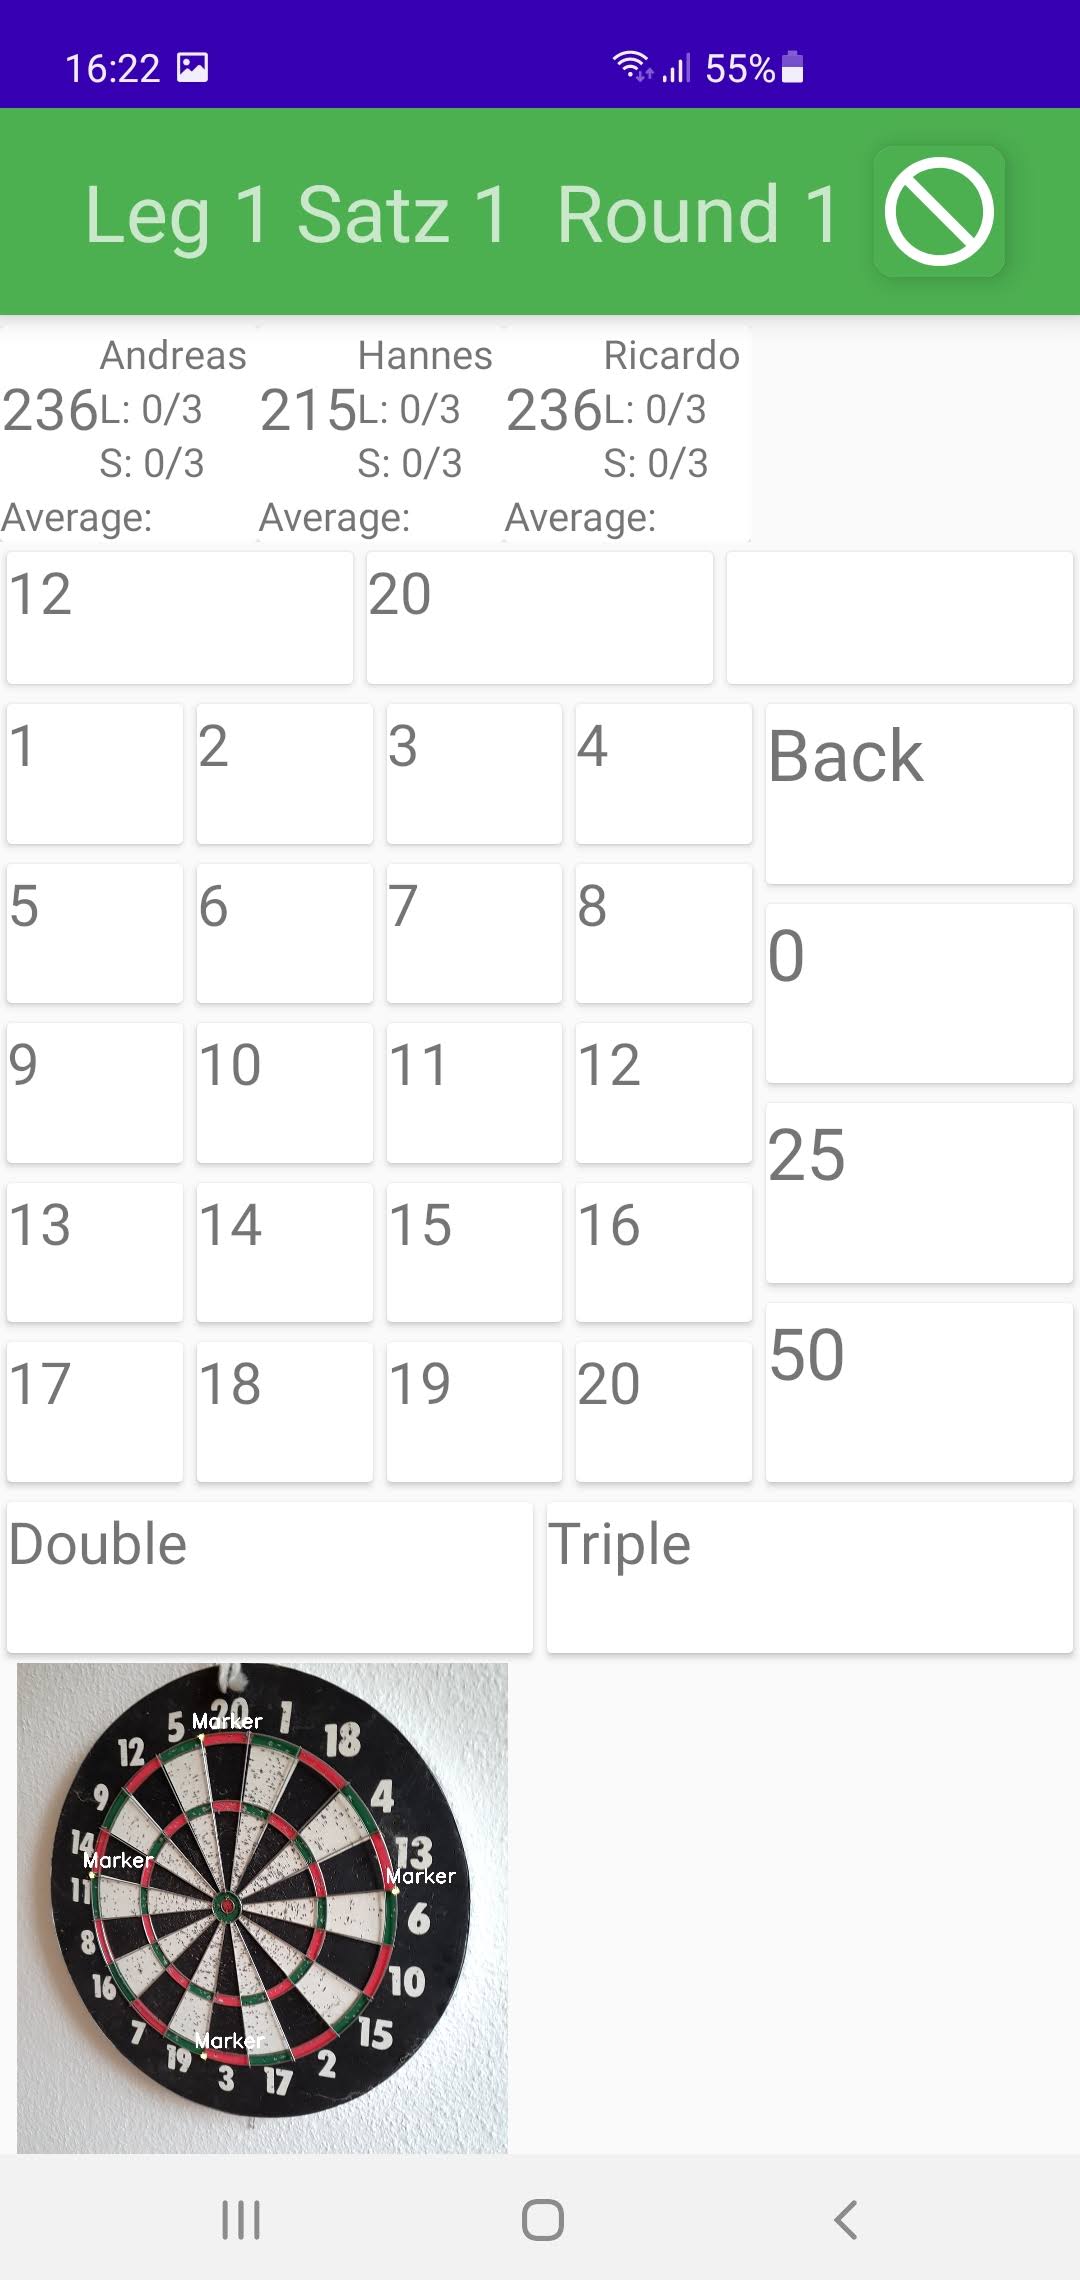 16:22 55%
Leg 1 Satz 1 Round 1
Andreas Hannes Ricardo
236 L: 0/3 215 L: 0/3 236 L: 0/3
S: 0/3 S: 0/3 S: 0/3
Average: Average: Average:
12 20
1 2 3 4 Back
5 6 7 8
0
9 10 11 12
25
13 14 15 16
50
17 18 19 20
Double Triple
20 1
5 Marker 18
12
9 4
14 13
Marker Marker
11 6
8
16 10
7 15
Marker
19 3 17 2